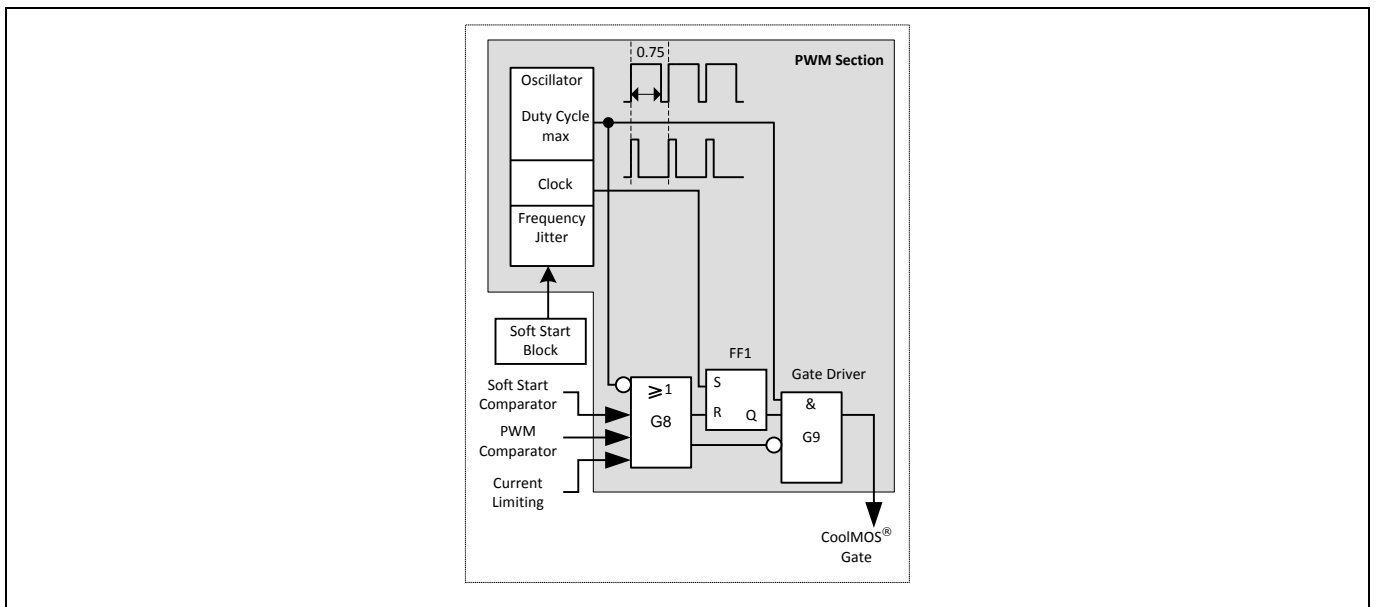 0.75
PWM Section
Oscillator
Duty Cycle
max
Clock
Frequency
Jitter
Soft Start
Block
FF1
Gate Driver
Soft Start
Comparator
PWM
Comparator
Current
Limiting
≥1
G8
S
R Q
&
G9
CoolMOS®
Gate